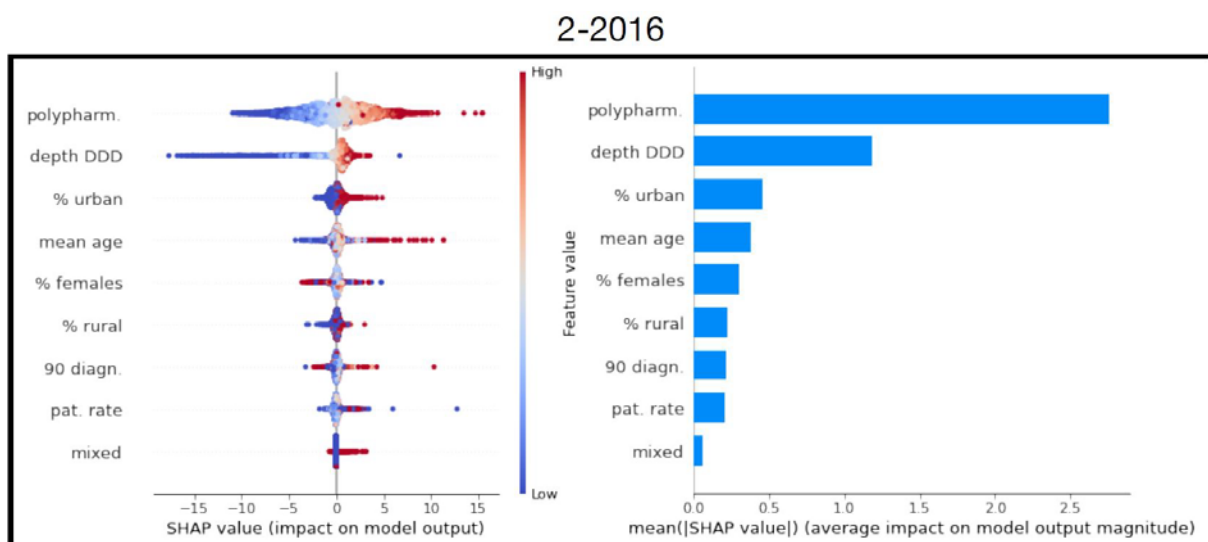 2-2016
High
polypharm.
depth DDD
% urban
mean age
% females
% rural
90 diagn.
pat. rate
mixed
Low
Feature value
−15 −10 −5 0 5 10 15
SHAP value (impact on model output)
polypharm.
depth DDD
% urban
mean age
% females
% rural
90 diagn.
pat. rate
mixed
0.0 0.5 1.0 1.5 2.0 2.5
mean(|SHAP value|) (average impact on model output magnitude)